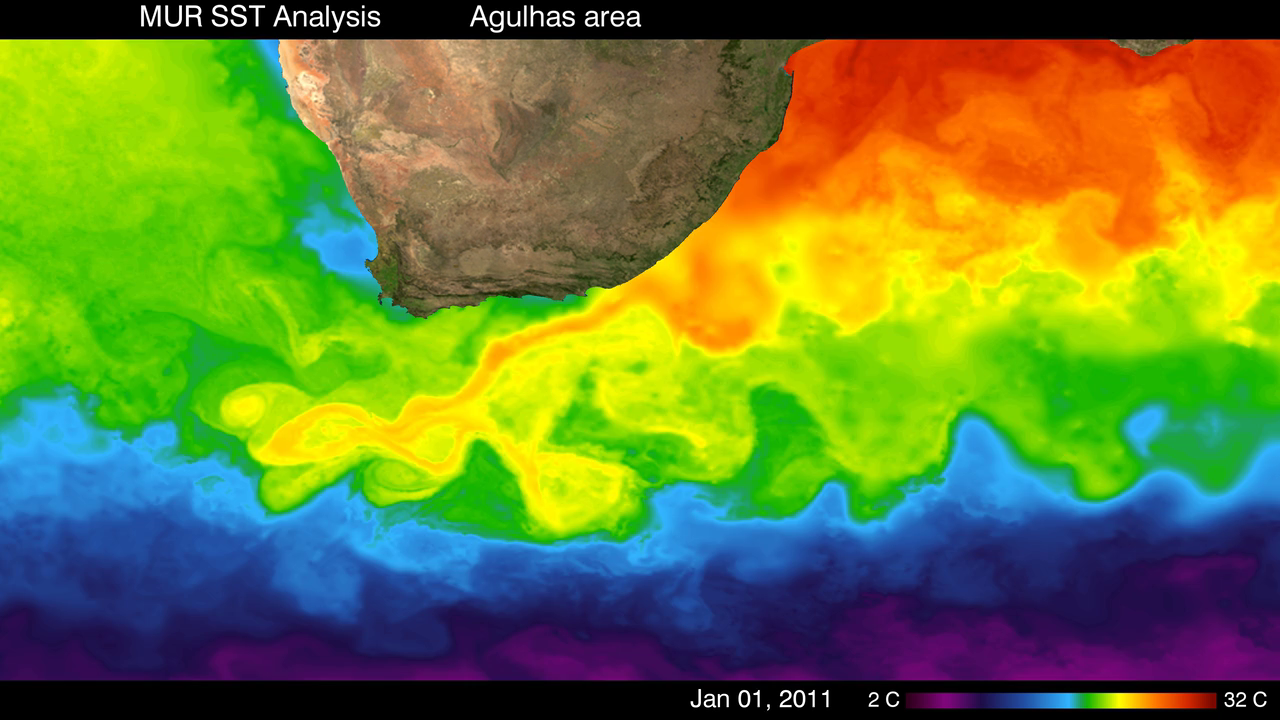 MUR SST Analysis Agulhas area
Jan 01, 2011 2 C 32 C